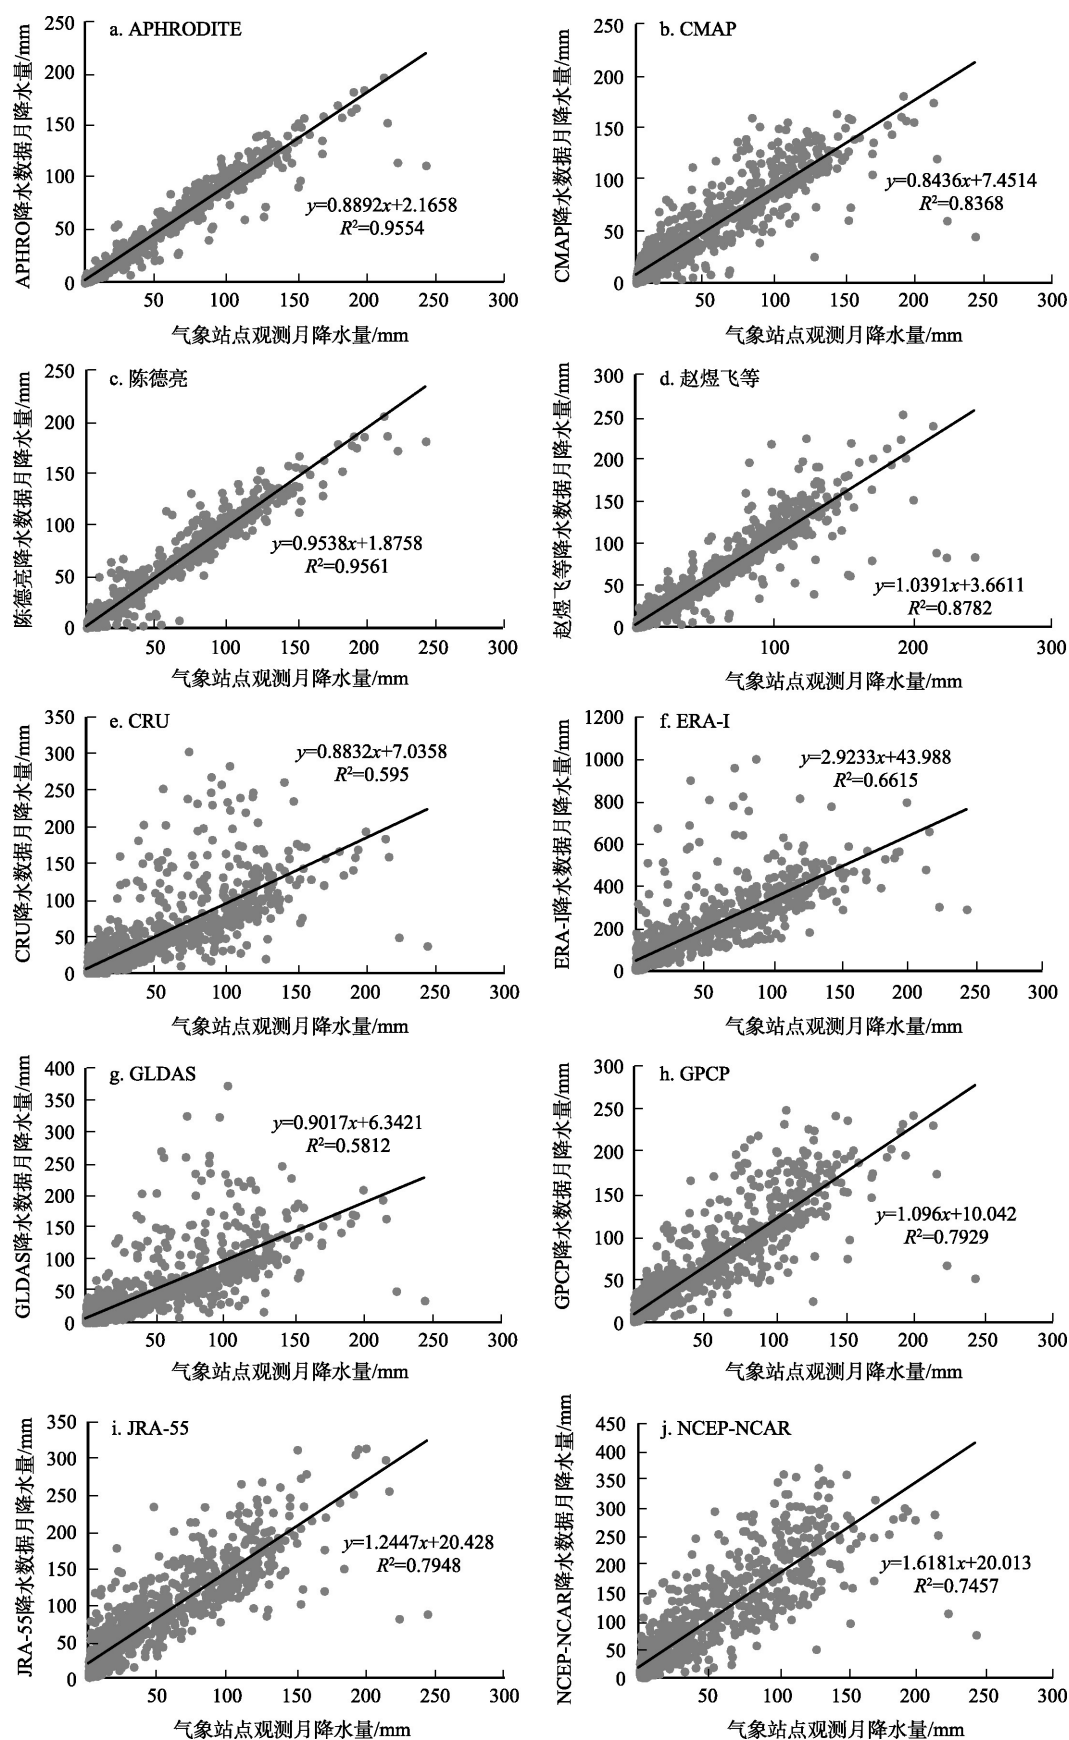 a. APHRODITE
APHRO降水数据月降水量/mm
250
200
150
100
50
0
y=0.8892x+2.1658
R²=0.9554
50 100 150 200 250 300
气象站点观测月降水量/mm
b. CMAP
CMAP降水数据月降水量/mm
250
200
150
100
50
0
y=0.8436x+7.4514
R²=0.8368
50 100 150 200 250 300
气象站点观测月降水量/mm
c. 陈德亮
陈德亮降水数据月降水量/mm
250
200
150
100
50
0
y=0.9538x+1.8758
R²=0.9561
50 100 150 200 250 300
气象站点观测月降水量/mm
d. 赵煜飞等
赵煜飞等降水数据月降水量/mm
300
250
200
150
100
50
0
y=1.0391x+3.6611
R²=0.8782
100 200 300
气象站点观测月降水量/mm
e. CRU
CRU降水数据月降水量/mm
350
300
250
200
150
100
50
0
y=0.8832x+7.0358
R²=0.595
50 100 150 200 250 300
气象站点观测月降水量/mm
f. ERA-I
ERA-I降水数据月降水量/mm
1200
1000
800
600
400
200
0
y=2.9233x+43.988
R²=0.6615
50 100 150 200 250 300
气象站点观测月降水量/mm
g. GLDAS
GLDAS降水数据月降水量/mm
400
350
300
250
200
150
100
50
0
y=0.9017x+6.3421
R²=0.5812
50 100 150 200 250 300
气象站点观测月降水量/mm
h. GPCP
GPCP降水数据月降水量/mm
300
250
200
150
100
50
0
y=1.096x+10.042
R²=0.7929
50 100 150 200 250 300
气象站点观测月降水量/mm
i. JRA-55
JRA-55降水数据月降水量/mm
350
300
250
200
150
100
50
0
y=1.2447x+20.428
R²=0.7948
50 100 150 200 250 300
气象站点观测月降水量/mm
j. NCEP-NCAR
NCEP-NCAR降水数据月降水量/mm
450
400
350
300
250
200
150
100
50
0
y=1.6181x+20.013
R²=0.7457
50 100 150 200 250 300
气象站点观测月降水量/mm